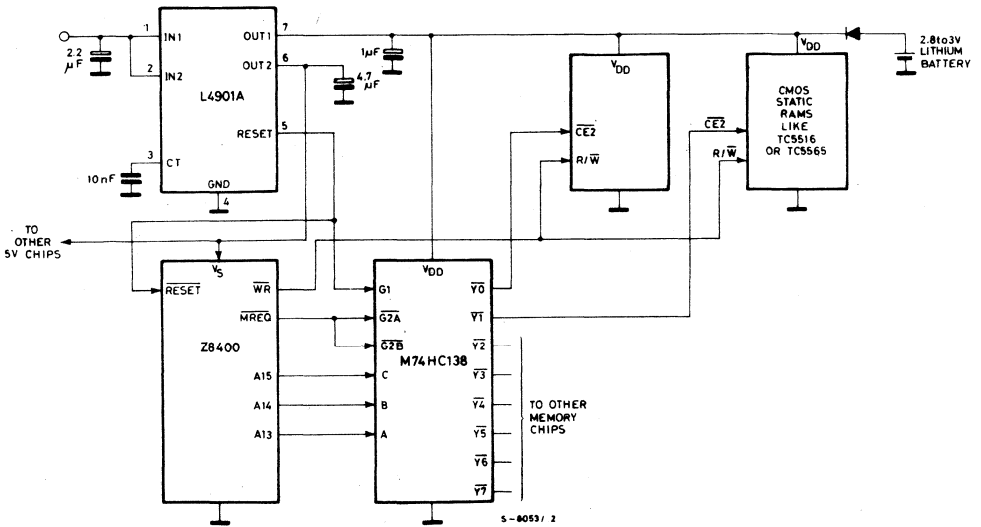 1
IN1
2
IN2
2.2
μF
L4901A
OUT1
7
OUT2
6
RESET
5
3
CT
10nF
GND
4
1μF
4.7
μF
VDD
CE2
R/W
VDD
CMOS
STATIC
RAMS
LIKE
TC5516
OR TC5565
CE2
R/W
2.8to3V
LITHIUM
BATTERY
TO
OTHER
5V CHIPS
VS
RESET
WR
MREQ
Z8400
A15
A14
A13
VDD
G1
G2A
G2B
M74HC138
C
B
A
Y0
Y1
Y2
Y3
Y4
Y5
Y6
Y7
TO OTHER
MEMORY
CHIPS
S-8053/2